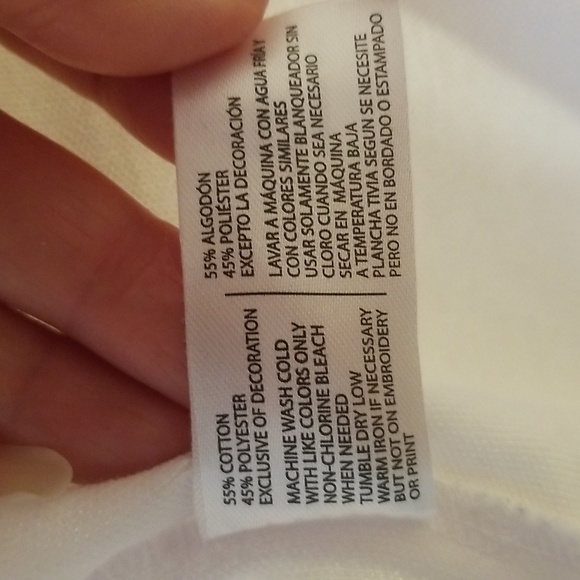 55% ALGODÓN
45% POLIÉSTER
EXCEPTO LA DECORACIÓN
LAVAR A MÁQUINA CON AGUA FRIA Y
CON COLORES SIMILARES
USAR SOLAMENTE BLANQUEADOR SIN
CLORO CUANDO SEA NECESARIO
SECAR EN MÁQUINA
A TEMPERATURA BAJA
PLANCHA TIVIA SEGUN SE NECESITE
PERO NO EN BORDADO O ESTAMPADO
55% COTTON
45% POLYESTER
EXCLUSIVE OF DECORATION
MACHINE WASH COLD
WITH LIKE COLORS ONLY
NON-CHLORINE BLEACH
WHEN NEEDED
TUMBLE DRY LOW
WARM IRON IF NECESSARY
BUT NOT ON EMBROIDERY
OR PRINT